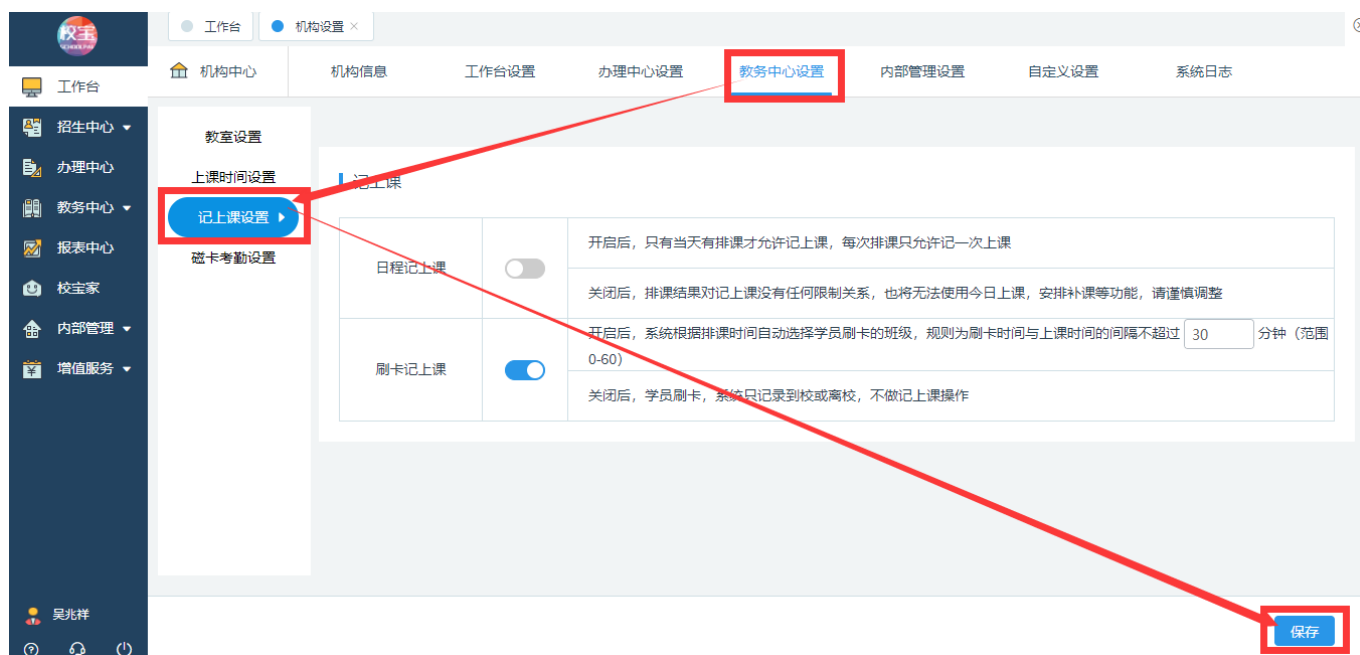 校宝
SCHOOLPAL
工作台
机构设置
机构中心
机构信息
工作台设置
办理中心设置
教务中心设置
内部管理设置
自定义设置
系统日志
工作台
招生中心
办理中心
教务中心
报表中心
校宝家
内部管理
增值服务
吴兆祥
教室设置
上课时间设置
记上课设置
磁卡考勤设置
记上课
日程记上课
开启后，只有当天有排课才允许记上课，每次排课只允许记一次上课
关闭后，排课结果对记上课没有任何限制关系，也将无法使用今日上课，安排补课等功能，请谨慎调整
刷卡记上课
开启后，系统根据排课时间自动选择学员刷卡的班级，规则为刷卡时间与上课时间的间隔不超过 30 分钟（范围
0-60）
关闭后，学员刷卡，系统只记录到校或离校，不做记上课操作
保存